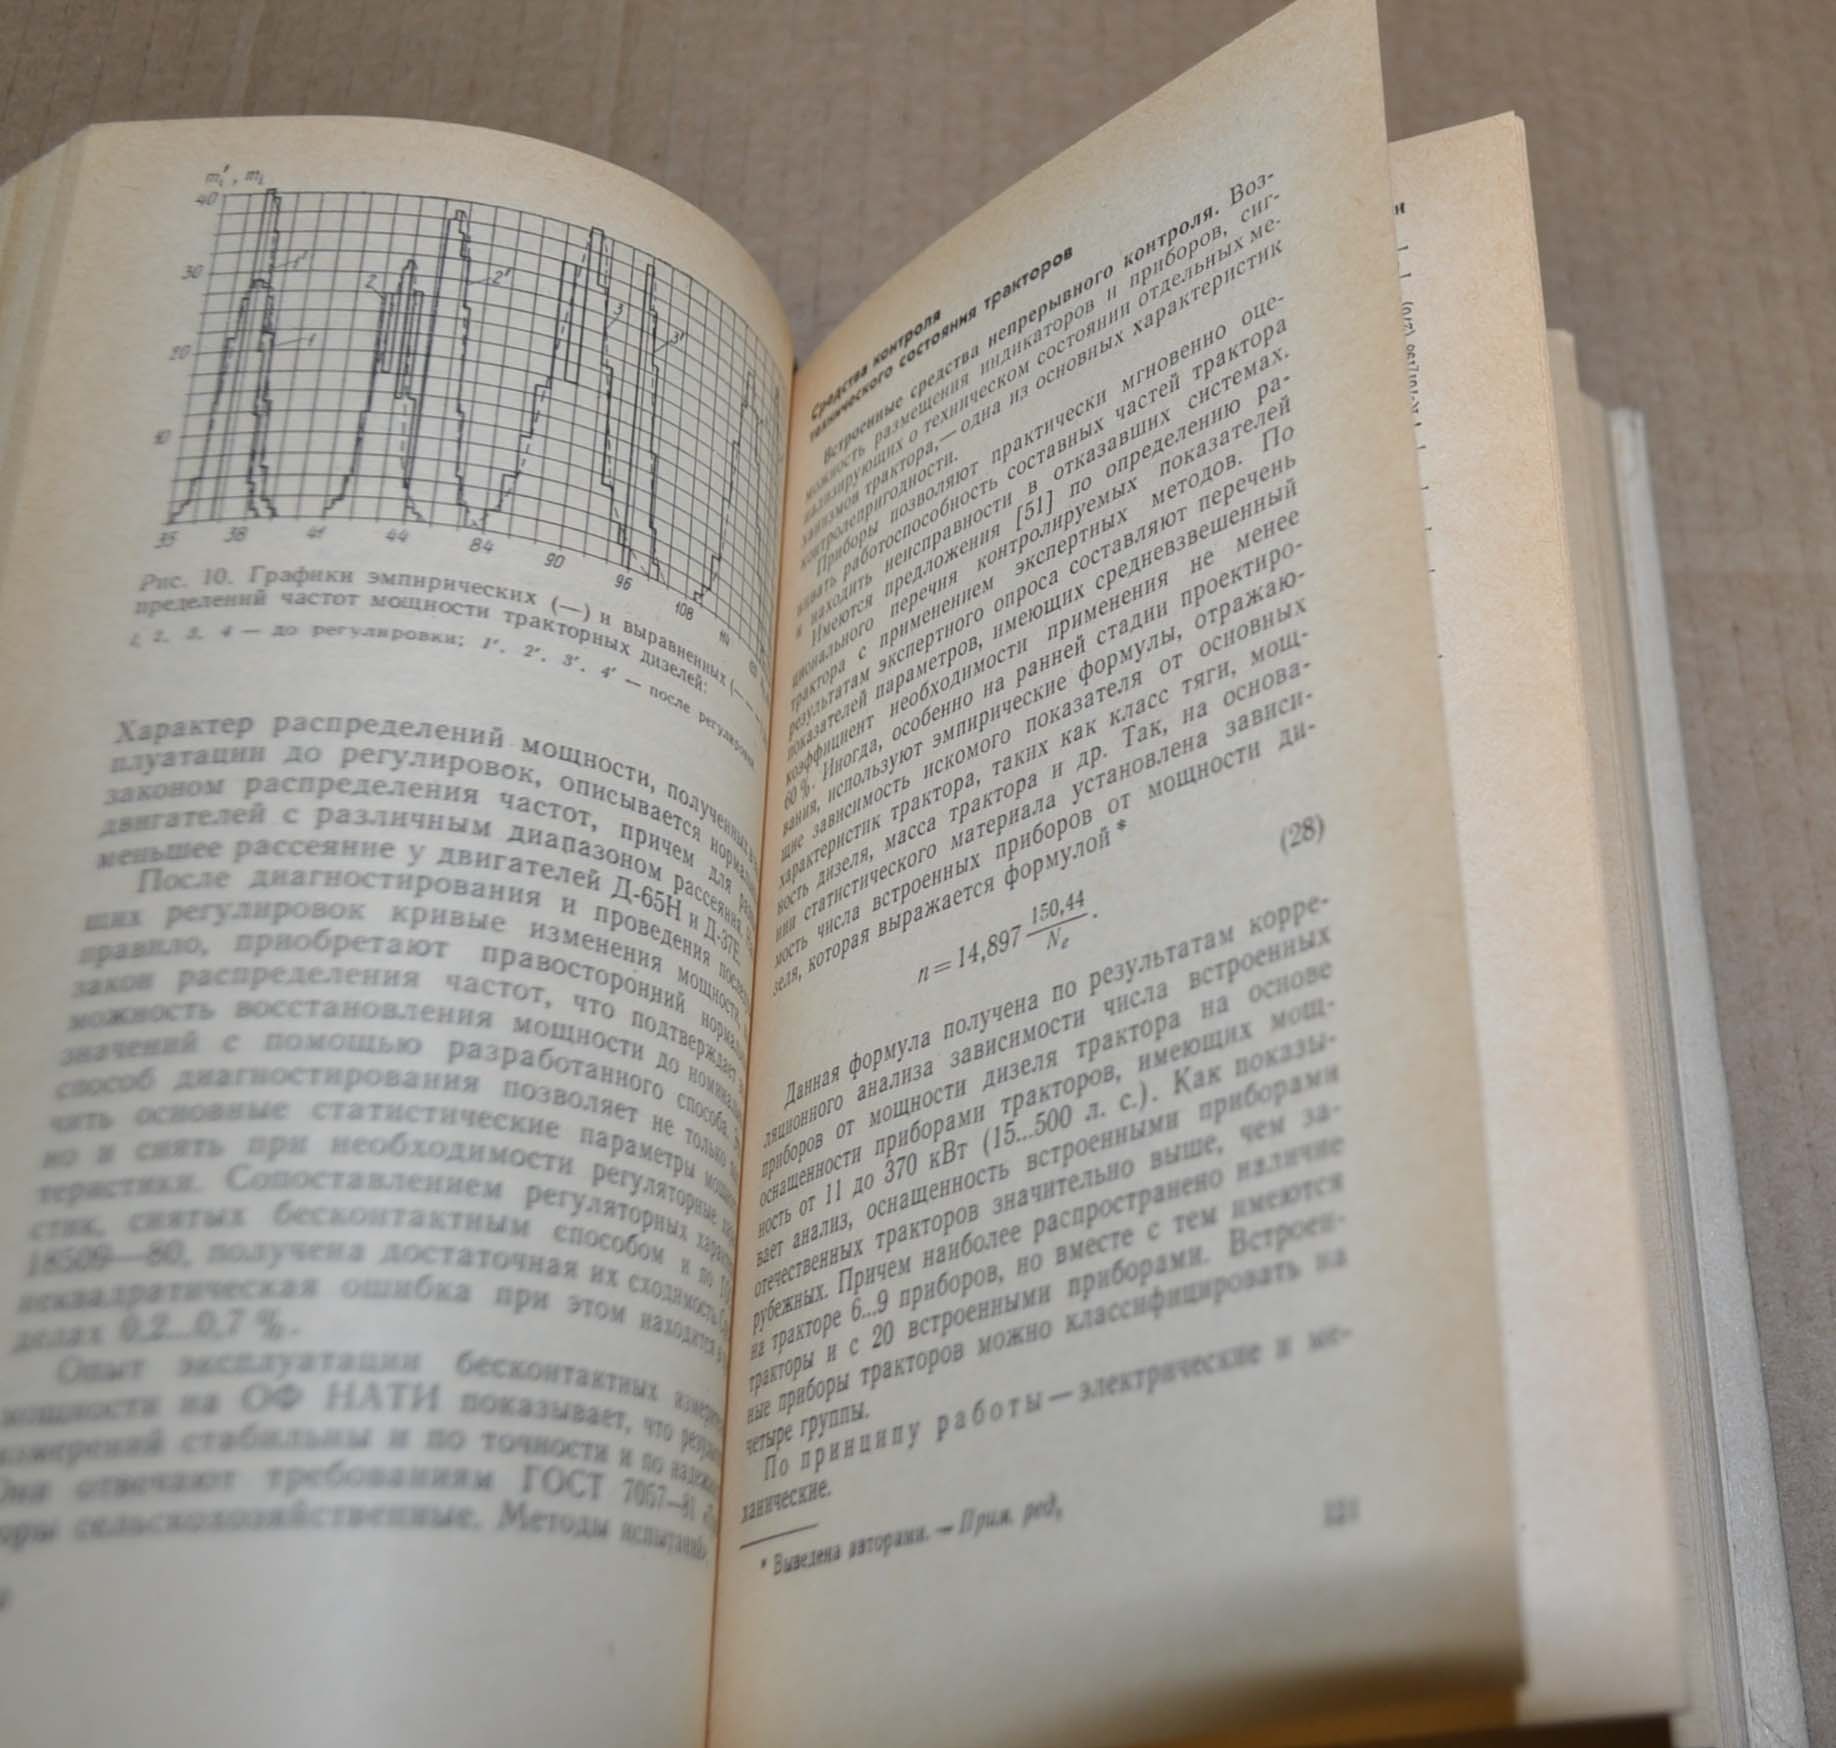 m′i, mi
40
30
20
10
1′
1
2
2′
3
3′
35 38 41 44 84 90 96 108
Рис. 10. Графики эмпирических (—) и выравненных (—
пределений частот мощности тракторных дизелей:
1, 2, 3, 4 — до регулировки; 1′, 2′, 3′, 4′ — после регулировки
Характер распределений мощности, полученных
плуатации до регулировок, описывается
законом распределения частот, причем для
двигателей с различным диапазоном рассеяния
меньшее рассеяние у двигателей Д-65Н и Д-37Е.
После диагностирования и проведения
щих регулировок кривые изменения мощности,
правило, приобретают правосторонний
закон распределения частот, что подтверждает
можность восстановления мощности до
значений с помощью разработанного способа.
способ диагностирования позволяет не только
чить основные статистические параметры
но и снять при необходимости регуляторные
теристики. Сопоставлением регуляторных
стик, снятых бесконтактным способом и по
18509—80, получена достаточная их сходимость.
неквадратическая ошибка при этом находится в
делах 0,2...0,7 %.
Опыт эксплуатации бесконтактных
мощности на ОФ НАТИ показывает, что
измерений стабильны и по точности и по
Они отвечают требованиям ГОСТ 7057—81
оры сельскохозяйственные. Методы
Средства контроля
технического состояния тракторов
Встроенные средства непрерывного контроля. Воз-
можность размещения индикаторов и приборов, сиг-
нализирующих о техническом состоянии отдельных ме-
ханизмов трактора, — одна из основных характеристик
контролепригодности.
Приборы позволяют практически мгновенно оце-
нивать работоспособность составных частей трактора
и находить неисправности в отказавших системах.
Имеются предложения [51] по определению ра-
ционального перечня контролируемых показателей
трактора с применением экспертных методов. По
результатам экспертного опроса составляют перечень
показателей параметров, имеющих средневзвешенный
коэффициент необходимости применения не менее
60 %. Иногда, особенно на ранней стадии проектиро-
вания, используют эмпирические формулы, отражаю-
щие зависимость искомого показателя от основных
характеристик трактора, таких как класс тяги, мощ-
ность дизеля, масса трактора и др. Так, на основа-
нии статистического материала установлена зависи-
мость числа встроенных приборов от мощности ди-
зеля, которая выражается формулой *
n = 14,897 150,44/Ne. (28)
Данная формула получена по результатам корре-
ляционного анализа зависимости числа встроенных
приборов от мощности дизеля трактора на основе
оснащенности приборами тракторов, имеющих мощ-
ность от 11 до 370 кВт (15...500 л. с.). Как показы-
вает анализ, оснащенность встроенными приборами
отечественных тракторов значительно выше, чем за-
рубежных. Причем наиболее распространено наличие
на тракторе 6...9 приборов, но вместе с тем имеются
тракторы и с 20 встроенными приборами. Встроен-
ные приборы тракторов можно классифицировать на
четыре группы.
По принципу работы — электрические и ме-
ханические.
* Выведена авторами. — Прим. ред.
121